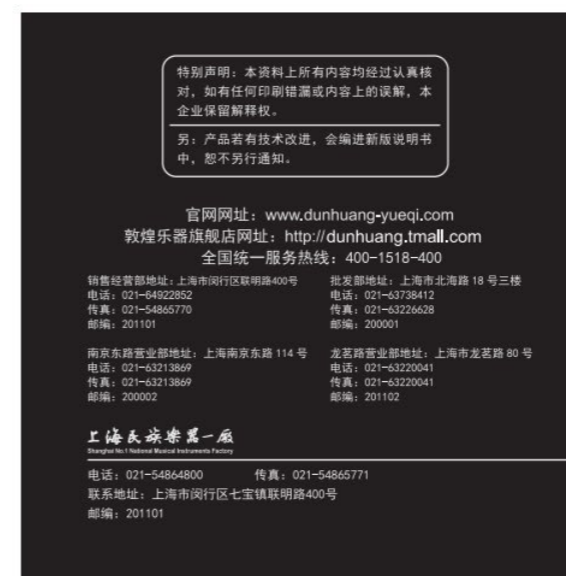 特别声明：本资料上所有内容均经过认真核
对，如有任何印刷错漏或内容上的误解，本
企业保留解释权。
另：产品若有技术改进，会编进新版说明书
中，恕不另行通知。
官网网址：www.dunhuang-yueqi.com
敦煌乐器旗舰店网址：http://dunhuang.tmall.com
全国统一服务热线：400-1518-400
销售经营部地址：上海市闵行区联明路400号
电话：021-64922852
传真：021-54865770
邮编：201101
批发部地址：上海市北海路 18 号三楼
电话：021-63738412
传真：021-63226628
邮编：200001
南京东路营业部地址：上海南京东路 114 号
电话：021-63213869
传真：021-63213869
邮编：200002
龙茗路营业部地址：上海市龙茗路 80 号
电话：021-63220041
传真：021-63220041
邮编：201102
上海民族乐器一厂
Shanghai No.1 National Musical Instruments Factory
电话：021-54864800 传真：021-54865771
联系地址：上海市闵行区七宝镇联明路400号
邮编：201101